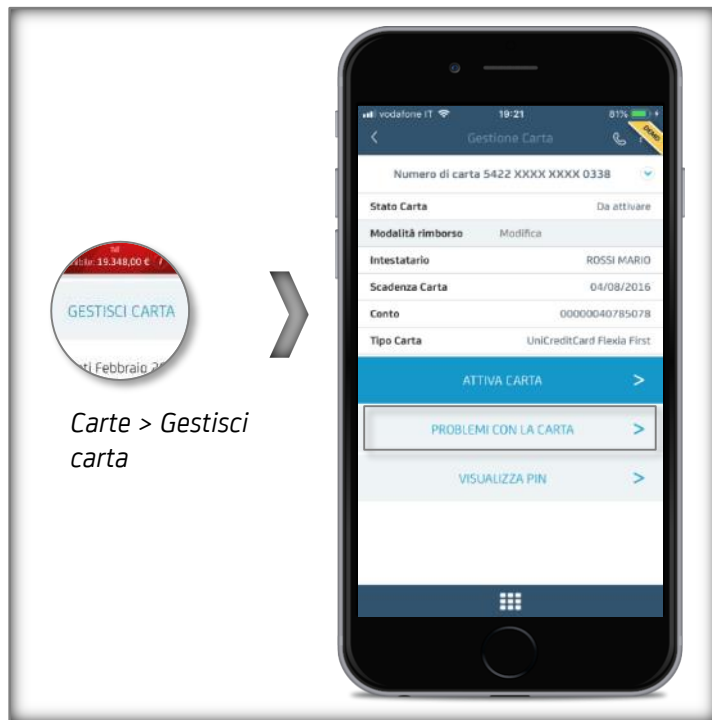 vodafone IT 19:21 81%
Gestione Carta
DEMO
Numero di carta 5422 XXXX XXXX 0338
Stato Carta Da attivare
Modalità rimborso Modifica
Intestatario ROSSI MARIO
Scadenza Carta 04/08/2016
Conto 00000040785078
Tipo Carta UniCreditCard Flexia First
ATTIVA CARTA >
PROBLEMI CON LA CARTA >
VISUALIZZA PIN >
19.348,00 €
GESTISCI CARTA
Febbraio
Carte > Gestisci
carta